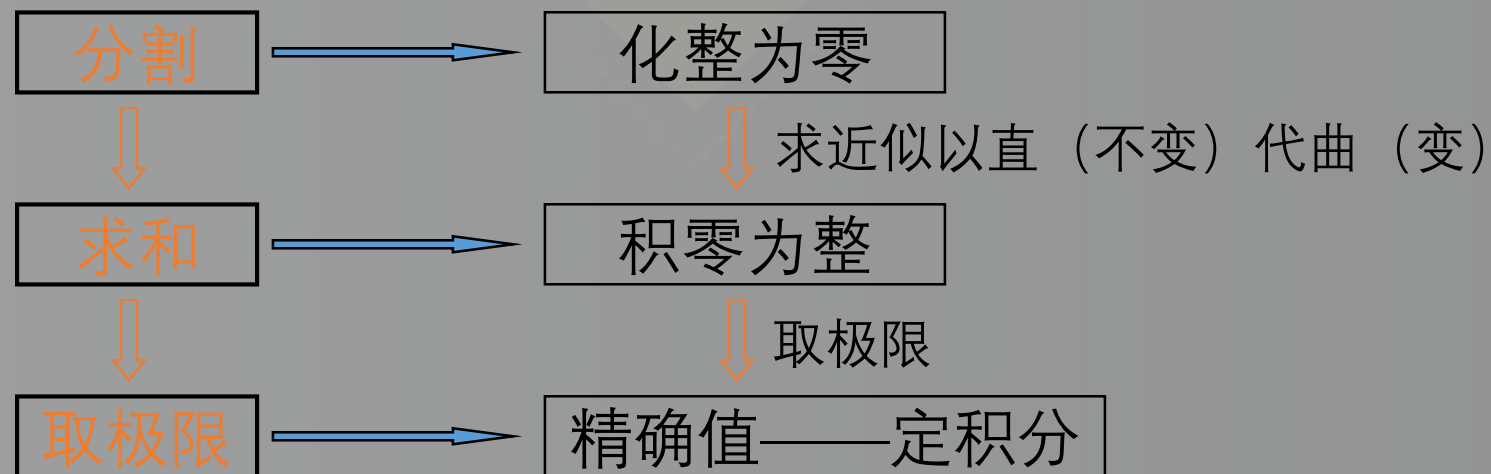 分割 化整为零
求近似以直（不变）代曲（变）
求和 积零为整
取极限
取极限 精确值——定积分